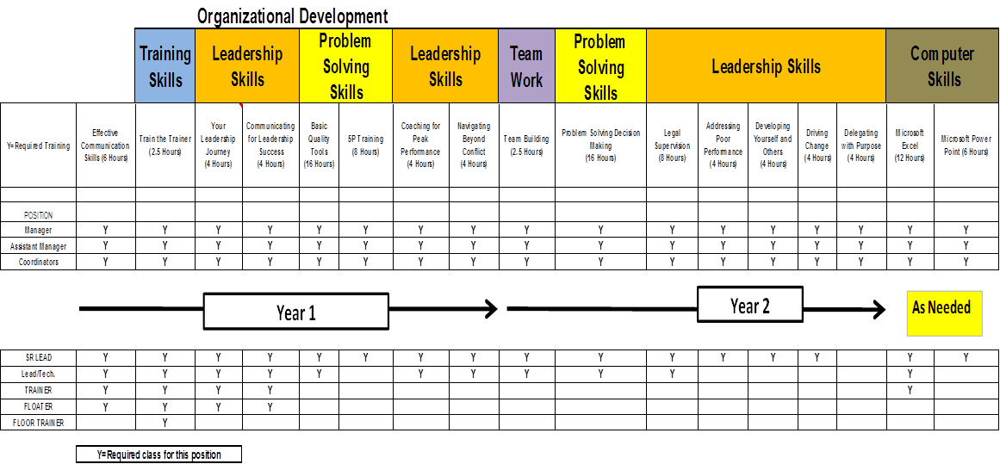 Organizational Development
Training Skills Leadership Skills Problem Solving Skills Leadership Skills Team Work Problem Solving Skills Leadership Skills Computer Skills
Y=Required Training Effective Communication Skills (6 Hours) Train the Trainer (2.5 Hours) Your Leadership Journey (4 Hours) Communicating for Leadership Success (4 Hours) Basic Quality Tools (16 Hours) 5P Training (8 Hours) Coaching for Peak Performance (4 Hours) Navigating Beyond Conflict (4 Hours) Team Building (2.5 Hours) Problem Solving Decision Making (16 Hours) Legal Supervision (8 Hours) Addressing Poor Performance (4 Hours) Developing Yourself and Others (4 Hours) Driving Change (4 Hours) Delegating with Purpose (4 Hours) Microsoft Excel (12 Hours) Microsoft Power Point (6 Hours)
POSITION
Manager Y Y Y Y Y Y Y Y Y Y Y Y Y Y Y Y Y
Assistant Manager Y Y Y Y Y Y Y Y Y Y Y Y Y Y Y Y Y
Coordinators Y Y Y Y Y Y Y Y Y Y Y Y Y Y Y Y Y
Year 1 Year 2 As Needed
SR LEAD Y Y Y Y Y Y Y Y Y Y Y Y Y Y Y Y
Lead/Tech. Y Y Y Y Y Y Y Y Y Y Y
TRAINER Y Y Y Y Y
FLOATER Y Y Y Y
FLOOR TRAINER Y
Y=Required class for this position